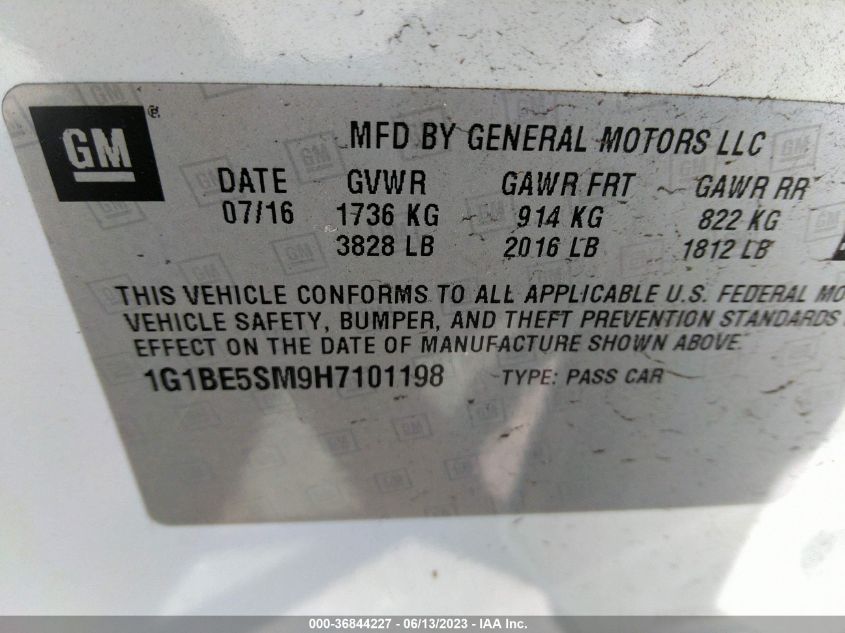 GM ®
MFD BY GENERAL MOTORS LLC
DATE GVWR GAWR FRT GAWR RR
07/16 1736 KG 914 KG 822 KG
3828 LB 2016 LB 1812 LB
THIS VEHICLE CONFORMS TO ALL APPLICABLE U.S. FEDERAL MO
VEHICLE SAFETY, BUMPER, AND THEFT PREVENTION STANDARDS
EFFECT ON THE DATE OF MANUFACTURE SHOWN ABOVE.
1G1BE5SM9H7101198 TYPE: PASS CAR
000-36844227 - 06/13/2023 - IAA Inc.